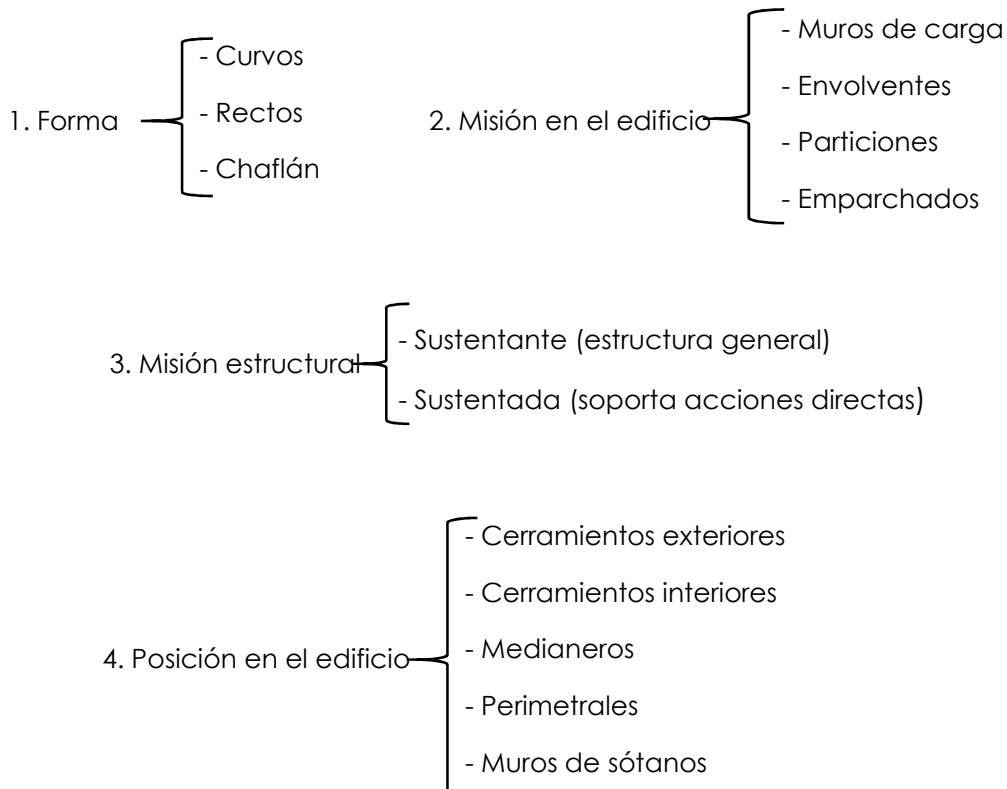 1. Forma
- Curvos
- Rectos
- Chaflán
2. Misión en el edificio
- Muros de carga
- Envolventes
- Particiones
- Emparchados
3. Misión estructural
- Sustentante (estructura general)
- Sustentada (soporta acciones directas)
4. Posición en el edificio
- Cerramientos exteriores
- Cerramientos interiores
- Medianeros
- Perimetrales
- Muros de sótanos